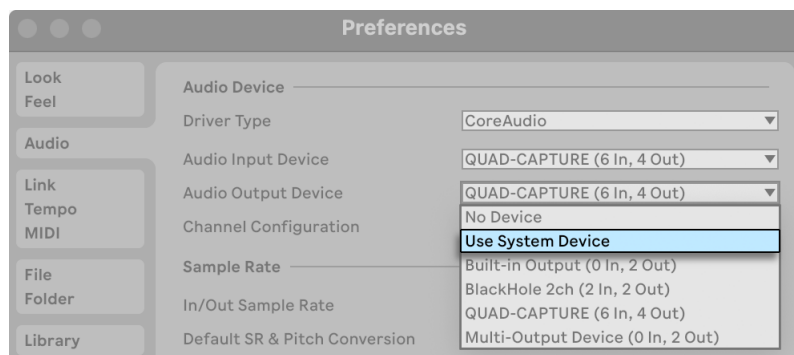 Preferences
Look
Feel
Audio
Link
Tempo
MIDI
File
Folder
Library
Audio Device
Driver Type CoreAudio
Audio Input Device QUAD-CAPTURE (6 In, 4 Out)
Audio Output Device QUAD-CAPTURE (6 In, 4 Out)
Channel Configuration
No Device
Use System Device
Built-in Output (0 In, 2 Out)
BlackHole 2ch (2 In, 2 Out)
QUAD-CAPTURE (6 In, 4 Out)
Multi-Output Device (0 In, 2 Out)
Sample Rate
In/Out Sample Rate
Default SR & Pitch Conversion